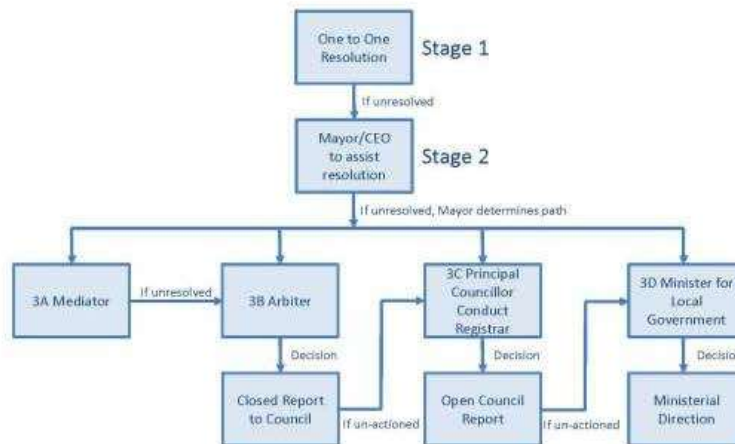 One to One
Resolution
Stage 1
If unresolved
Mayor/CEO
to assist
resolution
Stage 2
If unresolved, Mayor determines path
3A Mediator
If unresolved
3B Arbiter
3C Principal
Councillor
Conduct
Registrar
3D Minister for
Local
Government
Decision
Decision
Decision
Closed Report
to Council
If un-actioned
Open Council
Report
If un-actioned
Ministerial
Direction